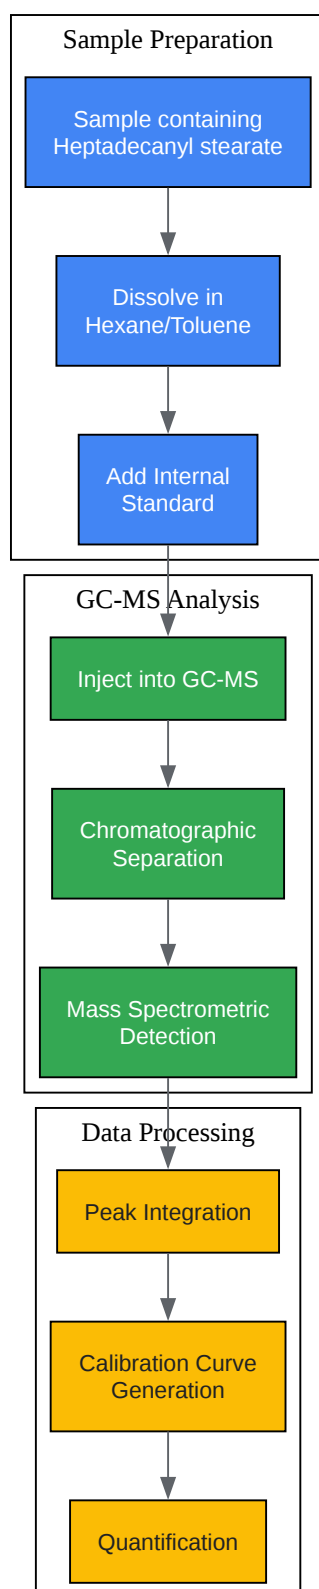 Sample Preparation
Sample containing
Heptadecanyl stearate
Dissolve in
Hexane/Toluene
Add Internal
Standard
GC-MS Analysis
Inject into GC-MS
Chromatographic
Separation
Mass Spectrometric
Detection
Data Processing
Peak Integration
Calibration Curve
Generation
Quantification